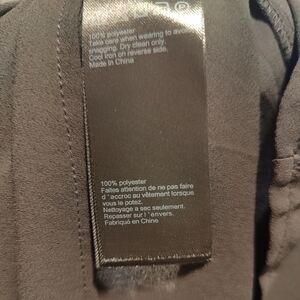 100% polyester
Take care when wearing to avoid
snagging. Dry clean only.
Cool iron on reverse side.
Made in China
100% polyester
Faites attention de ne pas faire
d'accroc au vêtement lorsque
vous le potez.
Nettoyage a sec seulement.
Repasser sur l'envers.
Fabriqué en Chine